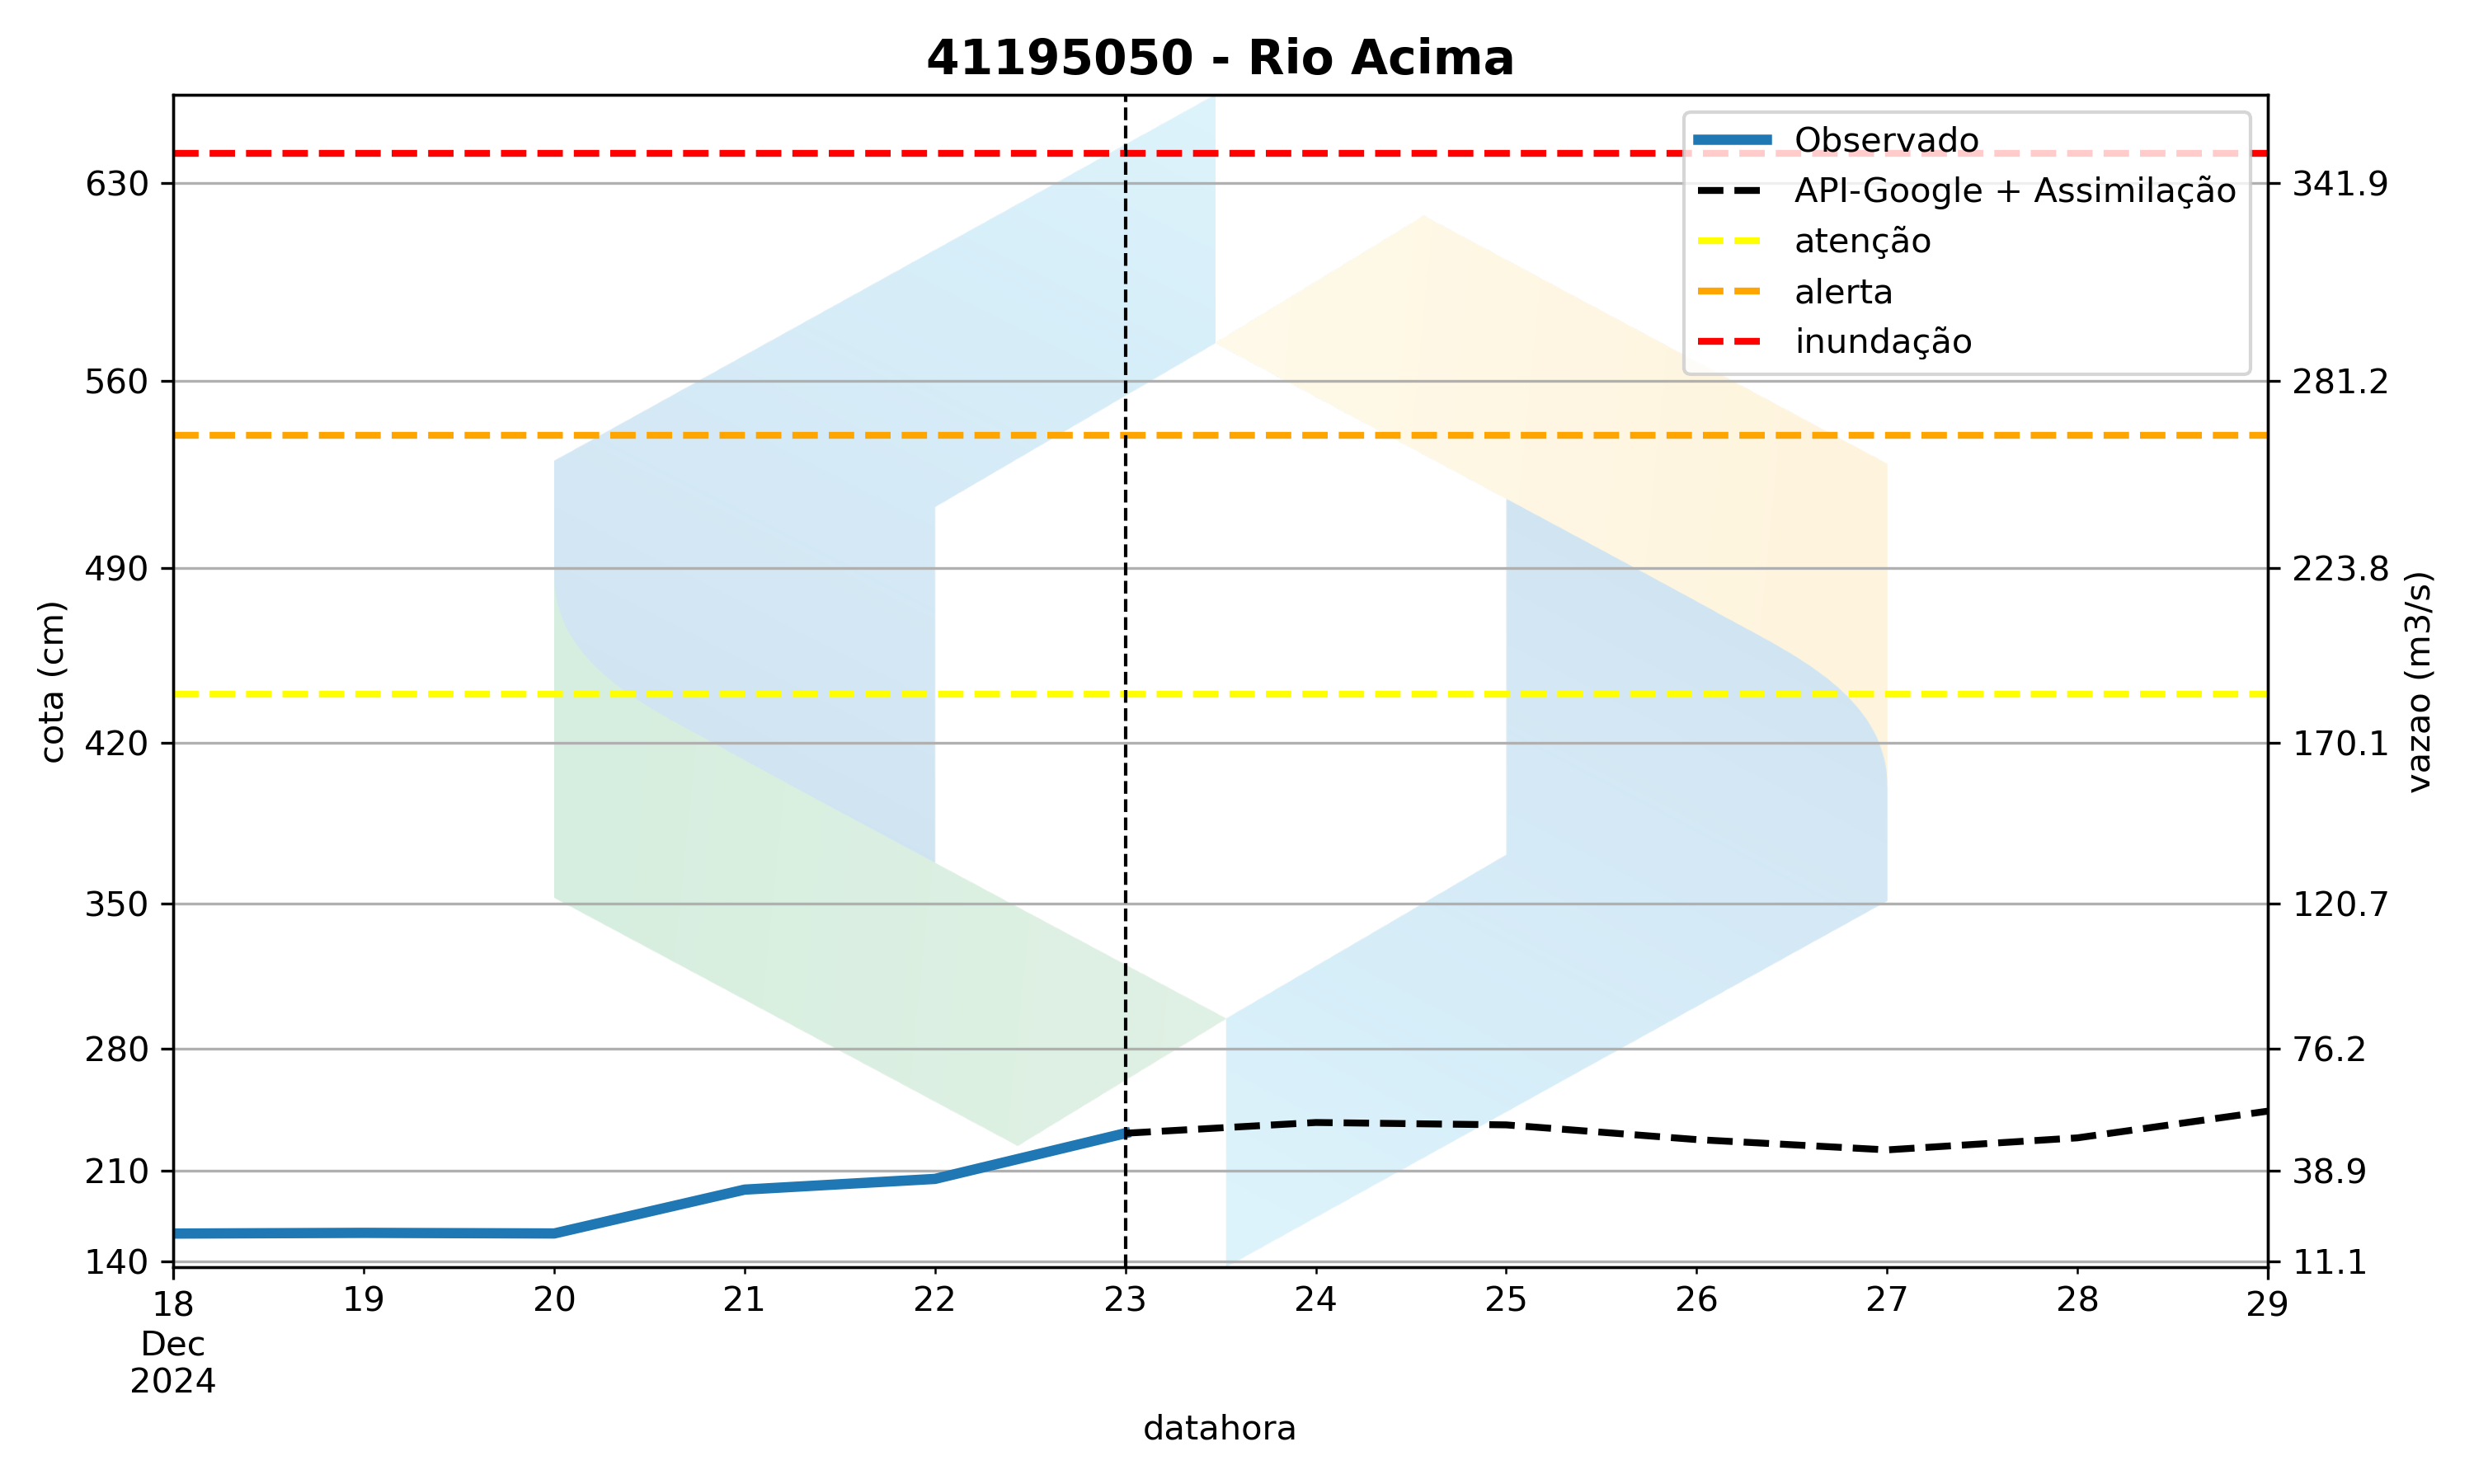 41195050 - Rio Acima
Observado
API-Google + Assimilação
atenção
alerta
inundação
630
560
490
420
350
280
210
140
cota (cm)
341.9
281.2
223.8
170.1
120.7
76.2
38.9
11.1
vazao (m3/s)
18 19 20 21 22 23 24 25 26 27 28 29
Dec
2024
datahora